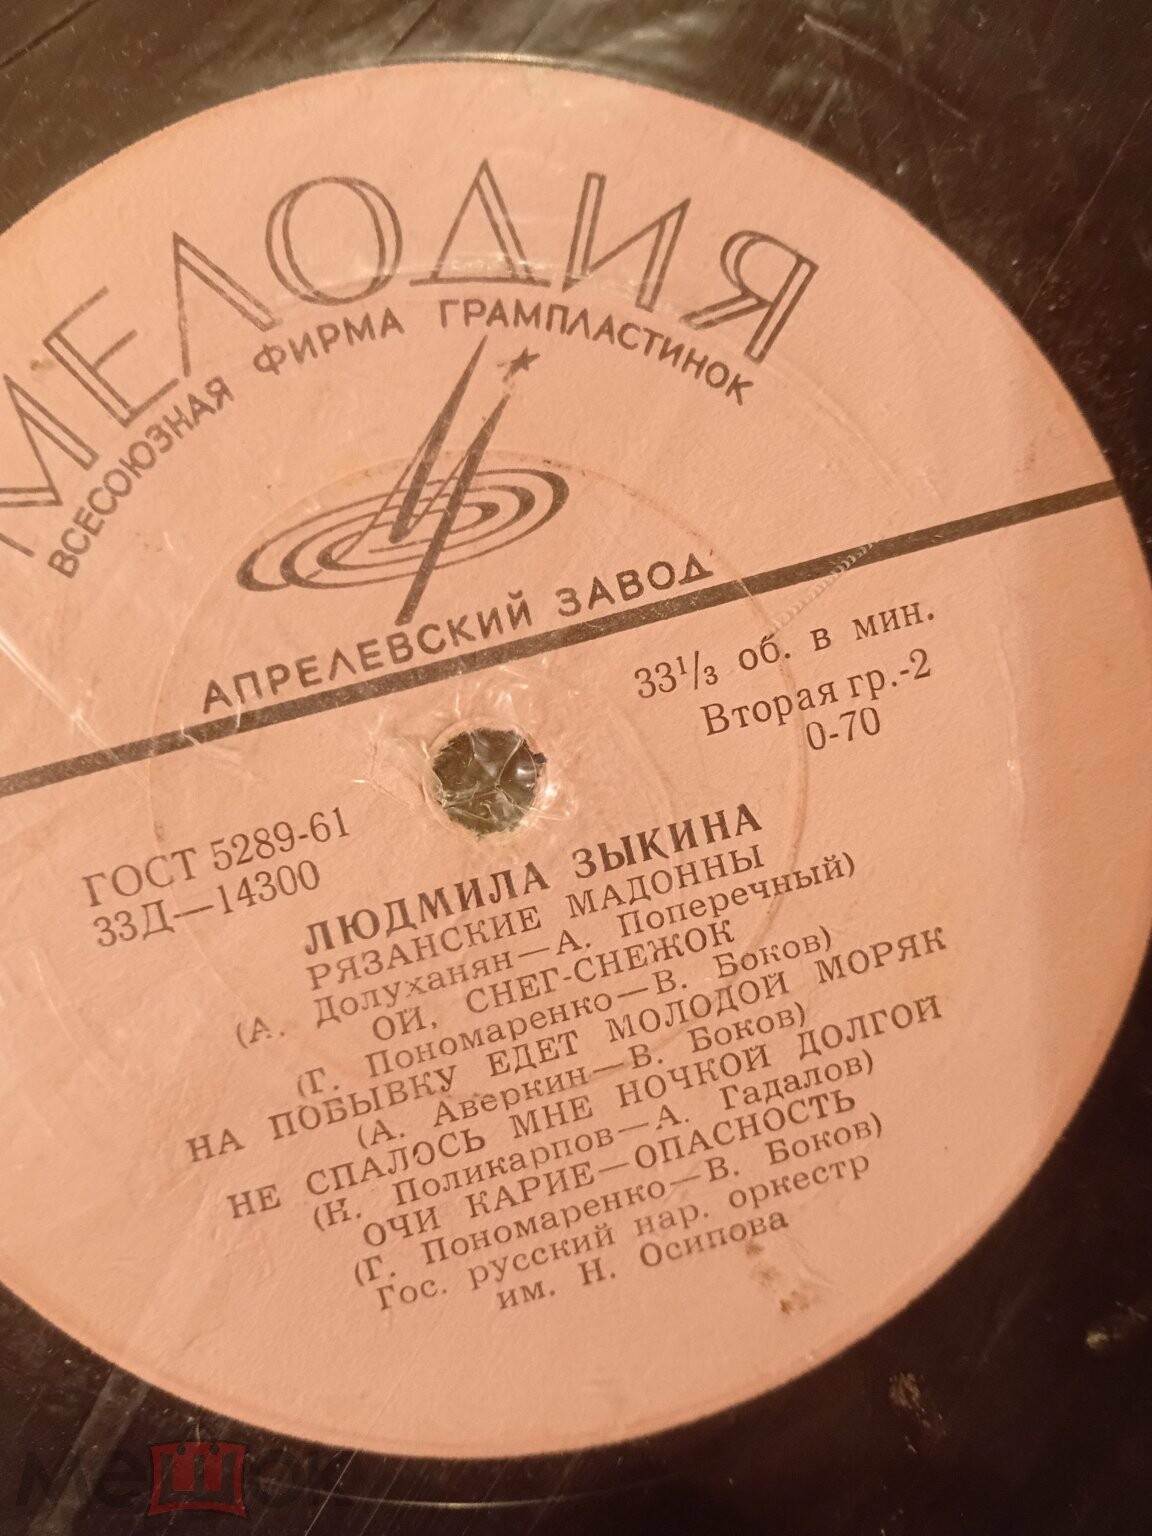 МЕЛОДИЯ
ВСЕСОЮЗНАЯ ФИРМА ГРАМПЛАСТИНОК
АПРЕЛЕВСКИЙ ЗАВОД
33⅓ об. в мин.
Вторая гр.-2
0-70
ГОСТ 5289-61
33Д—14300
ЛЮДМИЛА ЗЫКИНА
РЯЗАНСКИЕ МАДОННЫ
(А. Долуханян—А. Поперечный)
ОЙ, СНЕГ-СНЕЖОК
(Г. Пономаренко—В. Боков)
НА ПОБЫВКУ ЕДЕТ МОЛОДОЙ МОРЯК
(А. Аверкин—В. Боков)
НЕ СПАЛОСЬ МНЕ НОЧКОЙ ДОЛГОЙ
(Н. Поликарпов—А. Гадалов)
ОЧИ КАРИЕ—ОПАСНОСТЬ
(Г. Пономаренко—В. Боков)
Гос. русский нар. оркестр
им. Н. Осипова
мешок